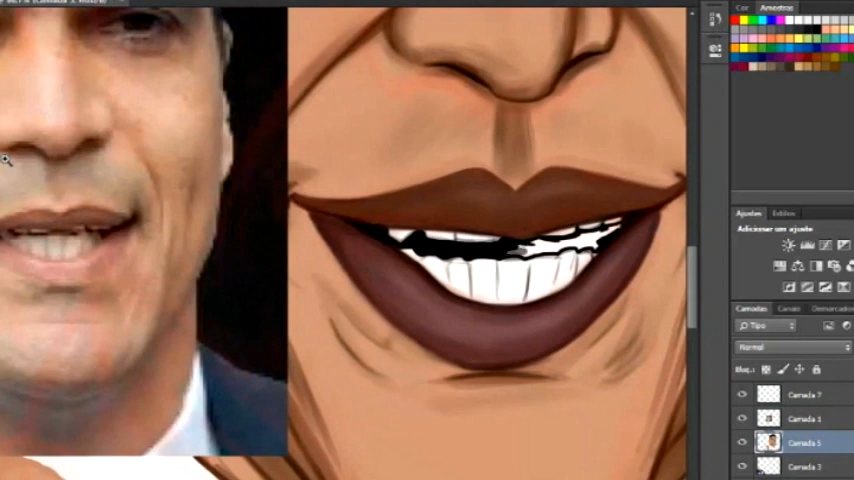 Cor Amostras
Ajustes Estilos
Adicionar um ajuste
Camadas Canais Demarcadores
Tipo
Normal
Bloq.:
Camada 7
Camada 1
Camada 5
Camada 3